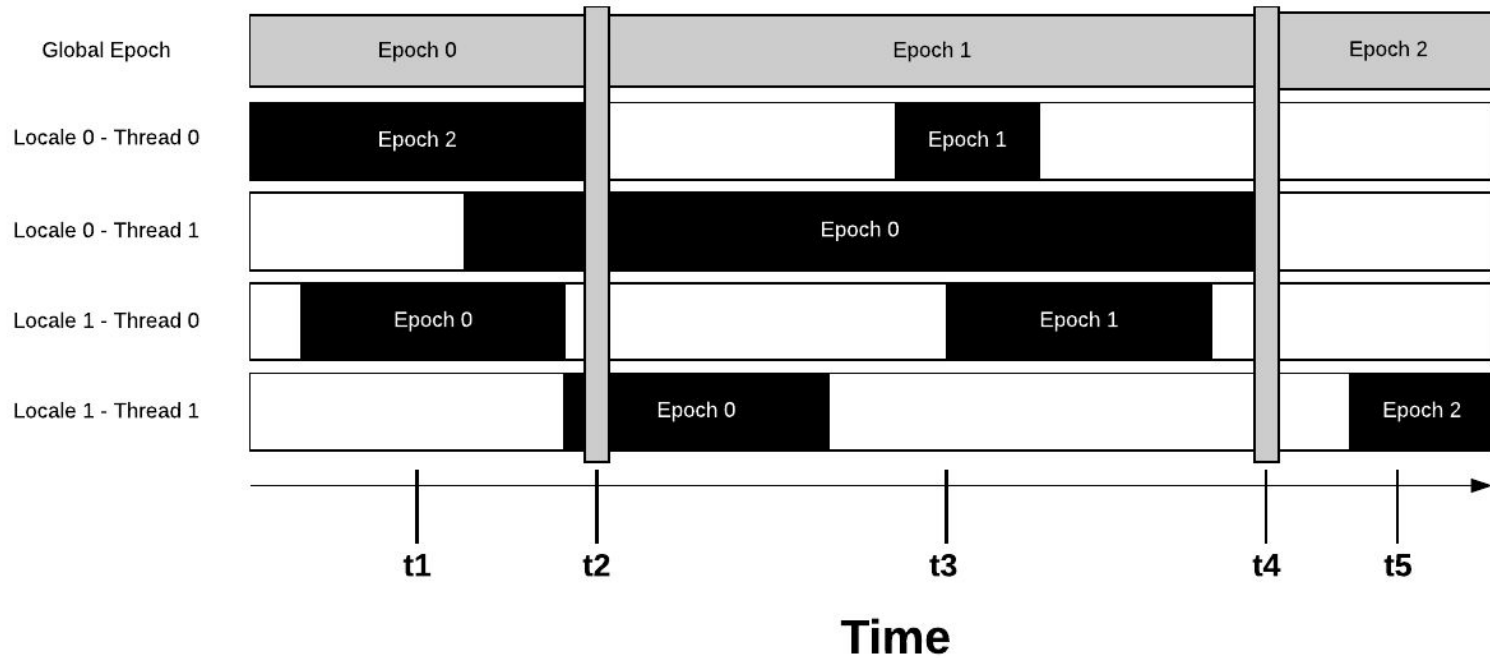 Global Epoch Epoch 0 Epoch 1 Epoch 2
Locale 0 - Thread 0 Epoch 2 Epoch 1
Locale 0 - Thread 1 Epoch 0
Locale 1 - Thread 0 Epoch 0 Epoch 1
Locale 1 - Thread 1 Epoch 0 Epoch 2
t1 t2 t3 t4 t5
Time